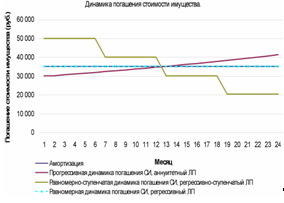 Динамика погашения стоимости имущества.
Погашение стоимости имущества (руб.)
60 000
50 000
40 000
30 000
20 000
10 000
0
1 2 3 4 5 6 7 8 9 10 11 12 13 14 15 16 17 18 19 20 21 22 23 24
Месяц
Амортизация
Прогрессивная динамика погашения СИ, аннуитетный ЛП
Равномерно-ступенчатая динамика погашения СИ, регрессивно-ступенчатый ЛП
Равномерная динамика погашения СИ, регрессивный ЛП